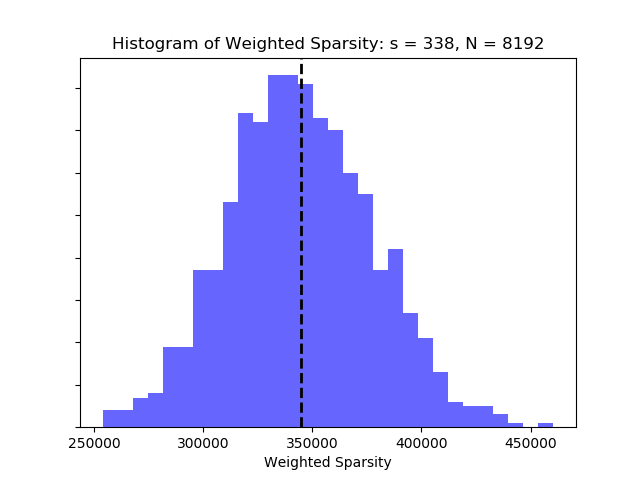 Histogram of Weighted Sparsity: s = 338, N = 8192
250000 300000 350000 400000 450000
Weighted Sparsity